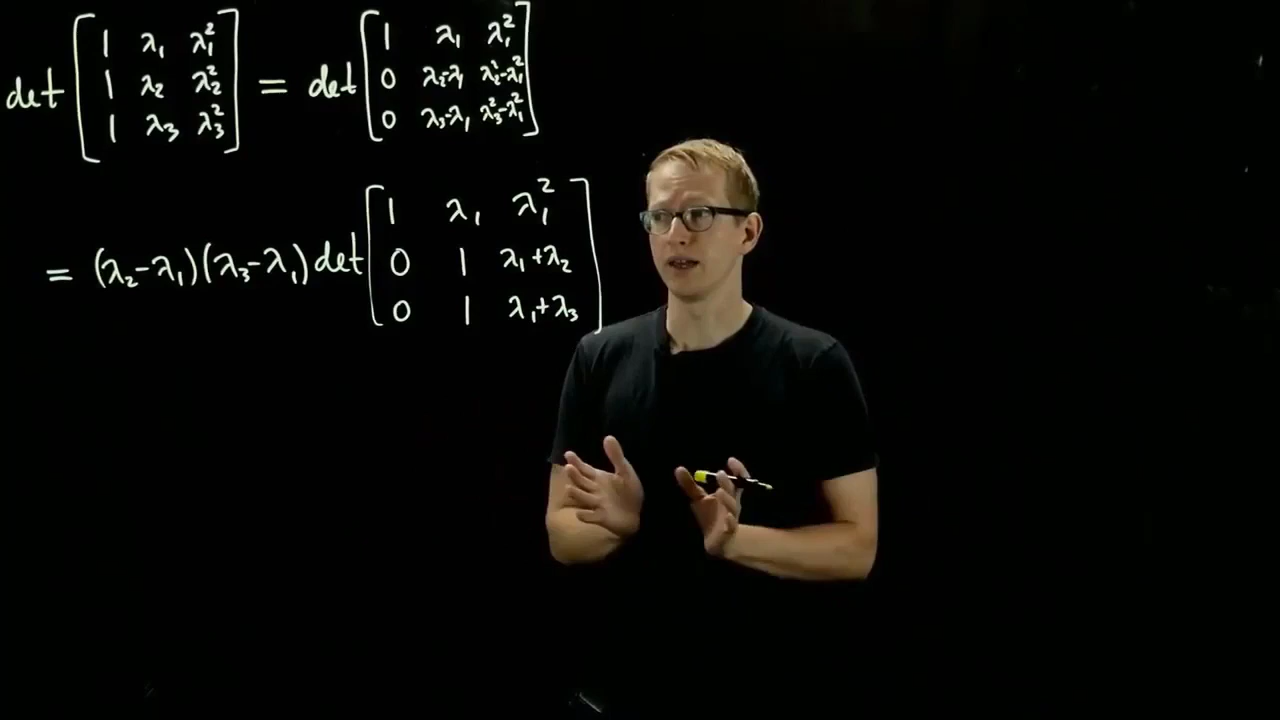 det [1 λ₁ λ₁²; 1 λ₂ λ₂²; 1 λ₃ λ₃²] = det [1 λ₁ λ₁²; 0 λ₂-λ₁ λ₂²-λ₁²; 0 λ₃-λ₁ λ₃²-λ₁²]
= (λ₂-λ₁)(λ₃-λ₁) det [1 λ₁ λ₁²; 0 1 λ₁+λ₂; 0 1 λ₁+λ₃]